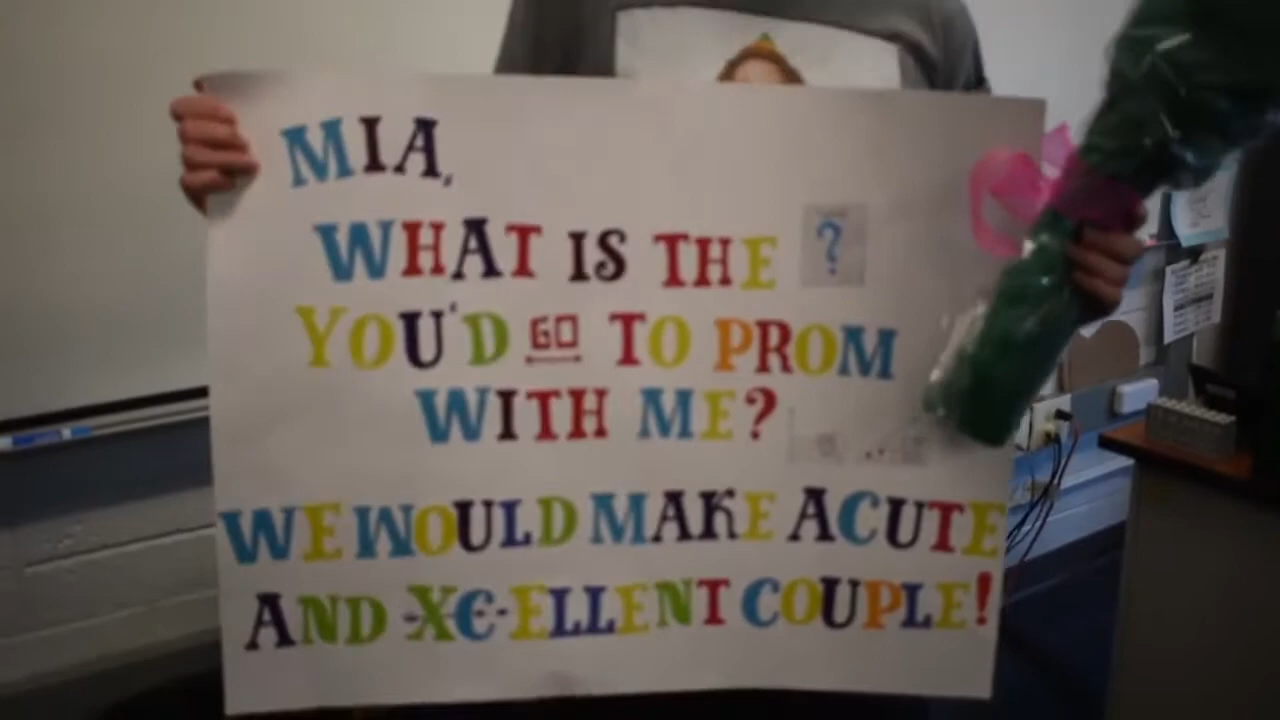 MIA,
WHAT IS THE ?
YOU'D GO TO PROM
WITH ME?
WE WOULD MAKE ACUTE
AND -XC-ELLENT COUPLE!